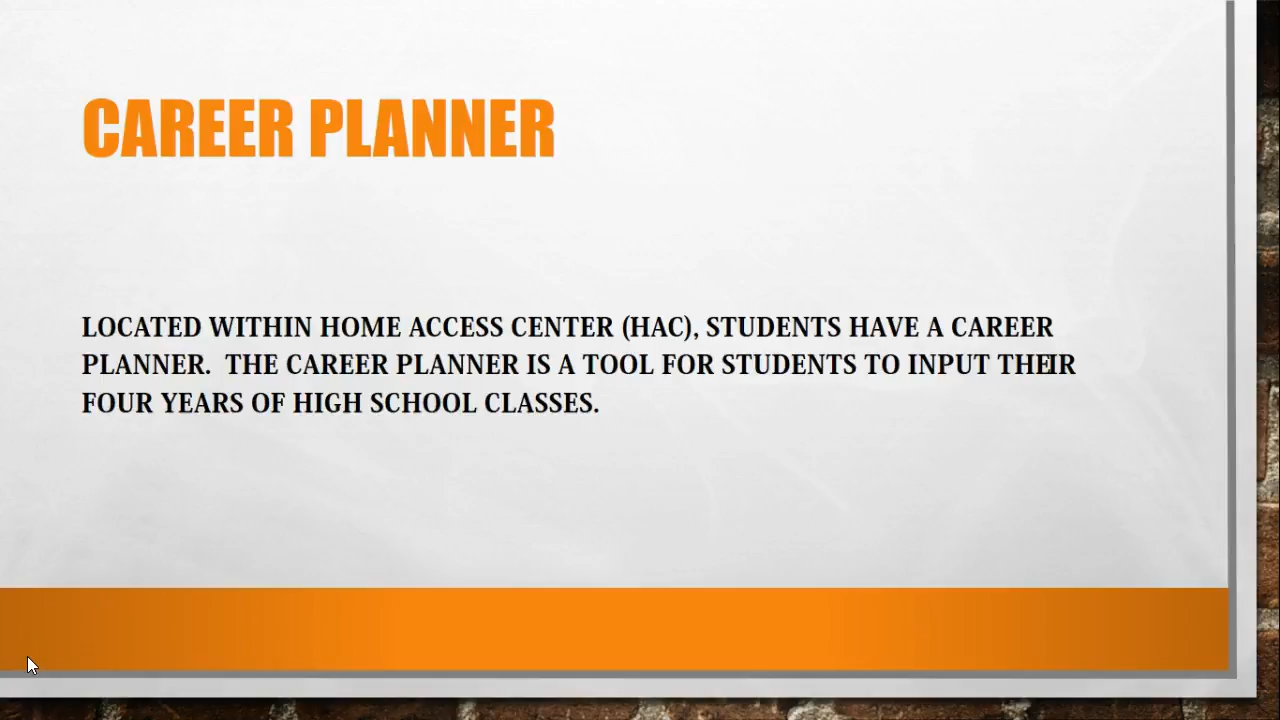 CAREER PLANNER
LOCATED WITHIN HOME ACCESS CENTER (HAC), STUDENTS HAVE A CAREER
PLANNER.  THE CAREER PLANNER IS A TOOL FOR STUDENTS TO INPUT THEIR
FOUR YEARS OF HIGH SCHOOL CLASSES.